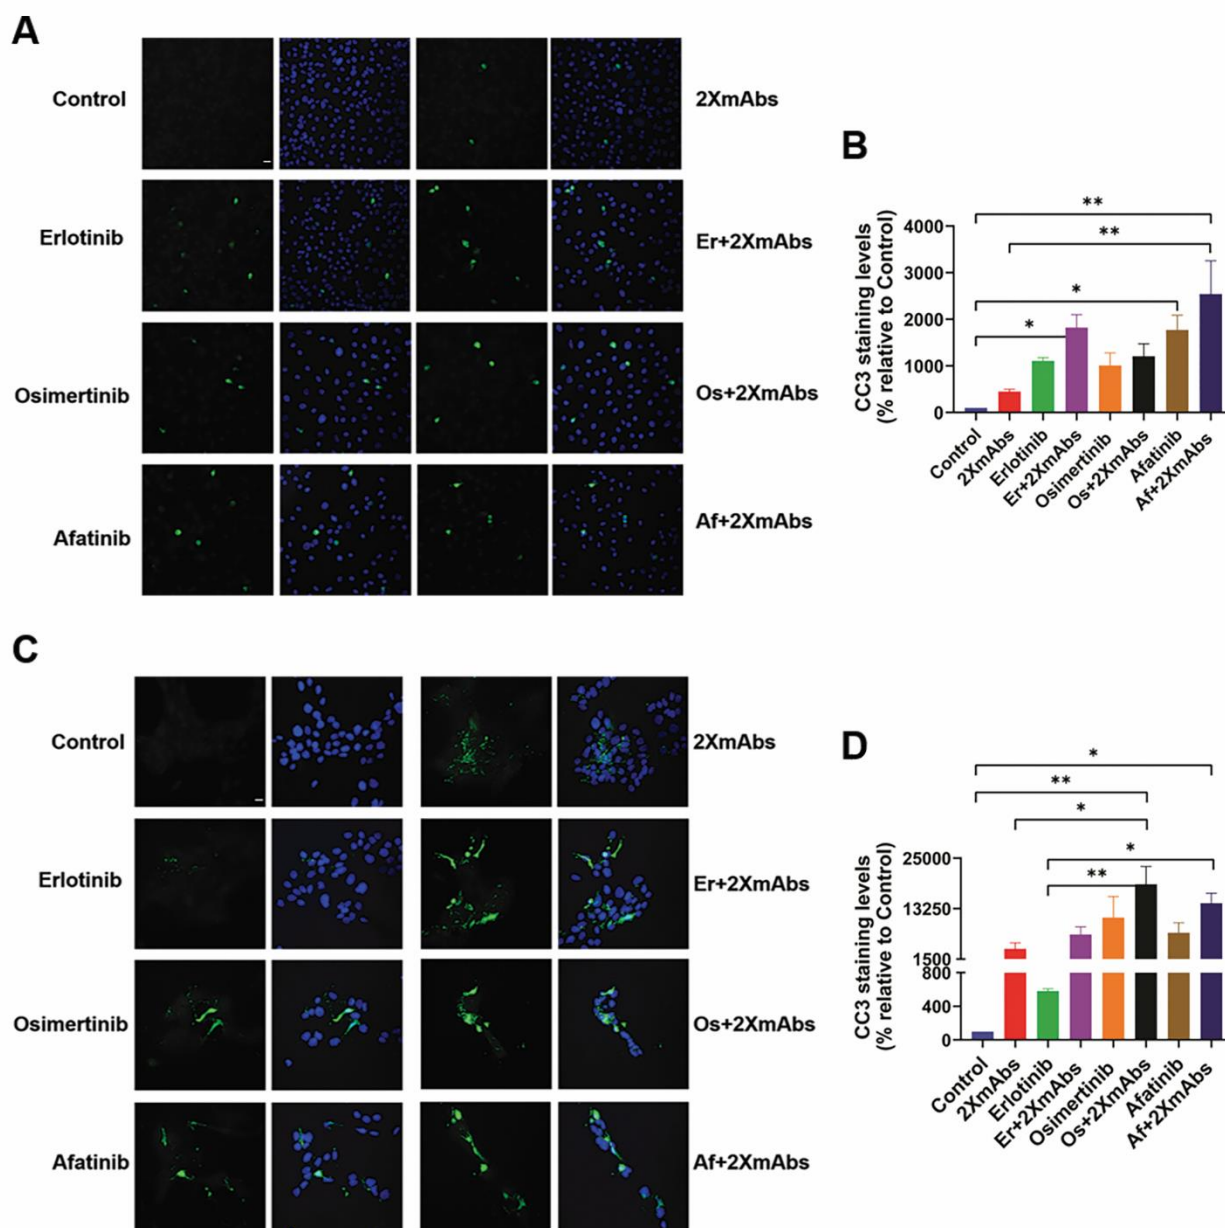 A
Control
2XmAbs
Erlotinib
Er+2XmAbs
Osimertinib
Os+2XmAbs
Afatinib
Af+2XmAbs
B
CC3 staining levels
(% relative to Control)
4000
3000
2000
1000
0
**
**
*
*
Control
2XmAbs
Erlotinib
Er+2XmAbs
Osimertinib
Os+2XmAbs
Afatinib
Af+2XmAbs
C
Control
2XmAbs
Erlotinib
Er+2XmAbs
Osimertinib
Os+2XmAbs
Afatinib
Af+2XmAbs
D
CC3 staining levels
(% relative to Control)
25000
13250
1500
800
400
0
*
**
*
*
**
Control
2XmAbs
Erlotinib
Er+2XmAbs
Osimertinib
Os+2XmAbs
Afatinib
Af+2XmAbs